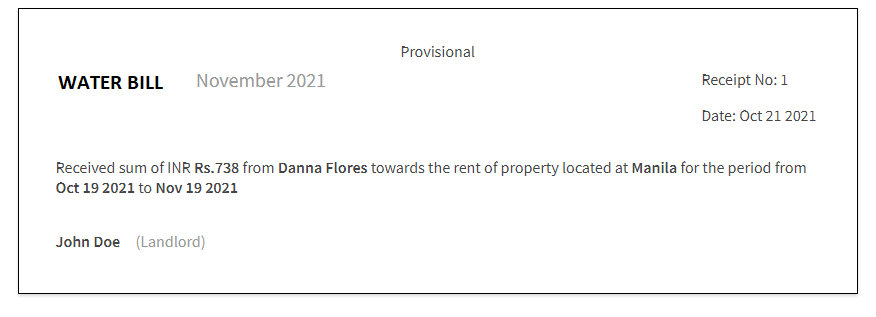 Provisional
WATER BILL November 2021
Receipt No: 1
Date: Oct 21 2021
Received sum of INR Rs.738 from Danna Flores towards the rent of property located at Manila for the period from
Oct 19 2021 to Nov 19 2021
John Doe (Landlord)